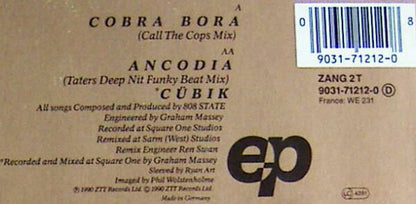 A
COBRA BORA
(Call The Cops Mix)
AA
ANCODIA
(Taters Deep Nit Funky Beat Mix)
*CÜBIK
All songs Composed and Produced by 808 STATE
Engineered by Graham Massey
Recorded at Square One Studios
Remixed at Sarm (West) Studios
Remix Engineer Ren Swan
*Recorded and Mixed at Square One by Graham Massey
Sleeved by Ryan Art
Imaged by Phil Wolstenholme
℗ 1990 ZTT Records Ltd. © 1990 ZTT Records Ltd.
Made in Germany
0 8
9031-71212-0
ZANG 2 T
9031-71212-0 D
France: WE 231
ep
LC 4281